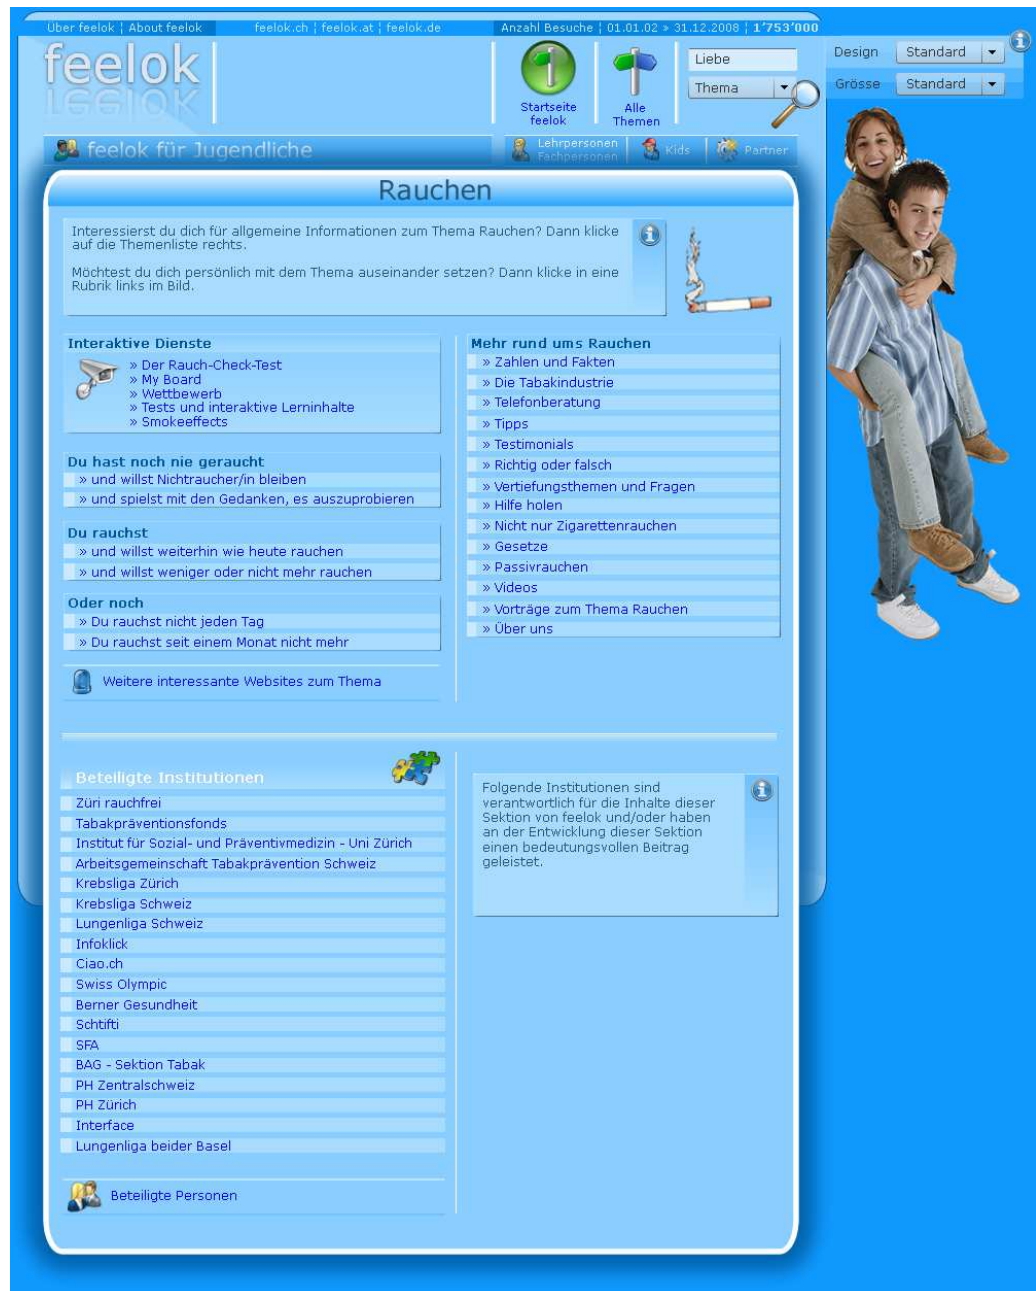 Über feelok ¦ About feelok
feelok.ch ¦ feelok.at ¦ feelok.de
Anzahl Besuche ¦ 01.01.02 » 31.12.2008 ¦ 1'753'000
feelok
Startseite
feelok
Alle
Themen
Liebe
Thema
Design Standard
Grösse Standard
feelok für Jugendliche
Lehrpersonen
Fachpersonen
Kids
Partner
Rauchen
Interessierst du dich für allgemeine Informationen zum Thema Rauchen? Dann klicke
auf die Themenliste rechts.
Möchtest du dich persönlich mit dem Thema auseinander setzen? Dann klicke in eine
Rubrik links im Bild.
Interaktive Dienste
» Der Rauch-Check-Test
» My Board
» Wettbewerb
» Tests und interaktive Lerninhalte
» Smokeeffects
Du hast noch nie geraucht
» und willst Nichtraucher/in bleiben
» und spielst mit den Gedanken, es auszuprobieren
Du rauchst
» und willst weiterhin wie heute rauchen
» und willst weniger oder nicht mehr rauchen
Oder noch
» Du rauchst nicht jeden Tag
» Du rauchst seit einem Monat nicht mehr
Weitere interessante Websites zum Thema
Mehr rund ums Rauchen
» Zahlen und Fakten
» Die Tabakindustrie
» Telefonberatung
» Tipps
» Testimonials
» Richtig oder falsch
» Vertiefungsthemen und Fragen
» Hilfe holen
» Nicht nur Zigarettenrauchen
» Gesetze
» Passivrauchen
» Videos
» Vorträge zum Thema Rauchen
» Über uns
Beteiligte Institutionen
Züri rauchfrei
Tabakpräventionsfonds
Institut für Sozial- und Präventivmedizin - Uni Zürich
Arbeitsgemeinschaft Tabakprävention Schweiz
Krebsliga Zürich
Krebsliga Schweiz
Lungenliga Schweiz
Infoklick
Ciao.ch
Swiss Olympic
Berner Gesundheit
Schtifti
SFA
BAG - Sektion Tabak
PH Zentralschweiz
PH Zürich
Interface
Lungenliga beider Basel
Beteiligte Personen
Folgende Institutionen sind
verantwortlich für die Inhalte dieser
Sektion von feelok und/oder haben
an der Entwicklung dieser Sektion
einen bedeutungsvollen Beitrag
geleistet.